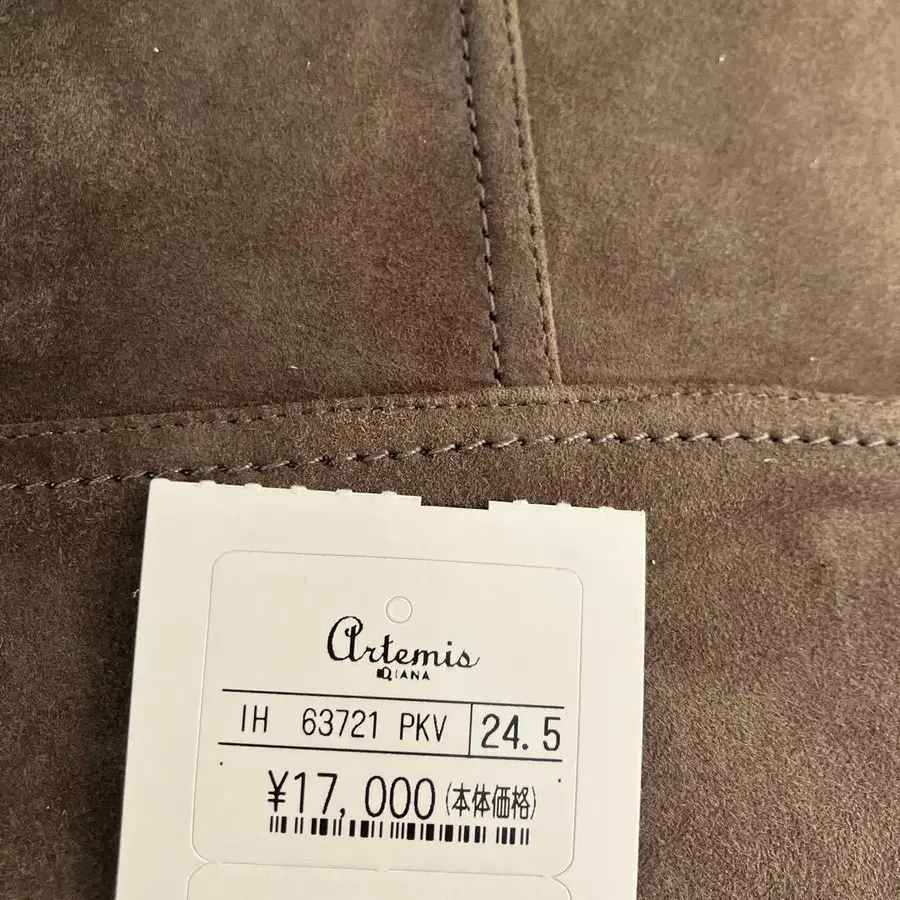 Artemis
DIANA
IH 63721 PKV 24.5
¥17,000(本体価格)